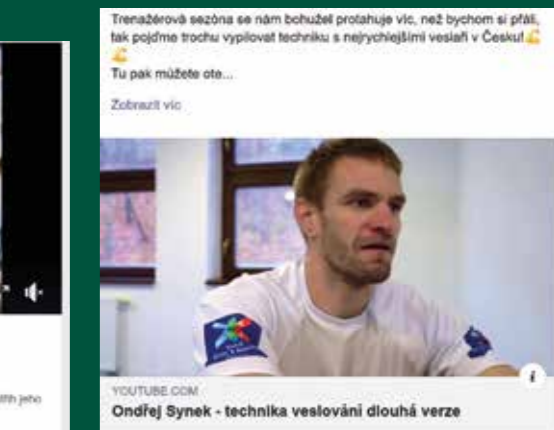 Trenažérová sezóna se nám bohužel protahuje víc, než bychom si přáli,
tak pojďme trochu vypilovat techniku s nejrychlejšími veslaři v Česku!💪
💪
Tu pak můžete ote...
Zobrazit víc
jeho
YOUTUBE.COM
Ondřej Synek - technika veslování dlouhá verze